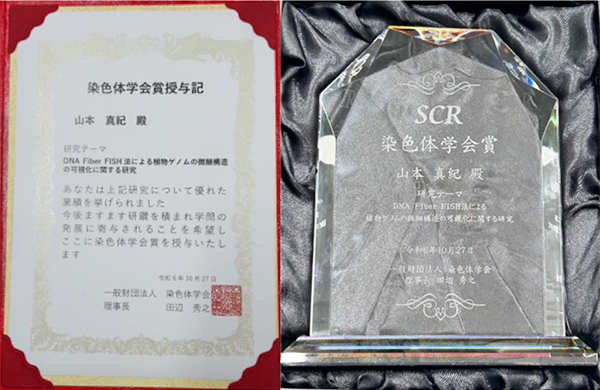 染色体学会賞授与記
山本 真紀 殿
研究テーマ
DNA Fiber FISH 法による植物ゲノムの微細構造
の可視化に関する研究
あなたは上記研究について優れた
業績を挙げられました
今後ますます研鑽を積まれ学問の
発展に寄与されることを希望し
ここに染色体学会賞を授与いたし
ます
令和6年10月27日
一般財団法人 染色体学会
理事長 田辺 秀之
SCR
染色体学会賞
山本 真紀 殿
研究テーマ
DNA Fiber FISH法による
植物ゲノムの微細構造の可視化に関する研究
令和6年10月27日
一般財団法人 染色体学会
理事長 田辺 秀之